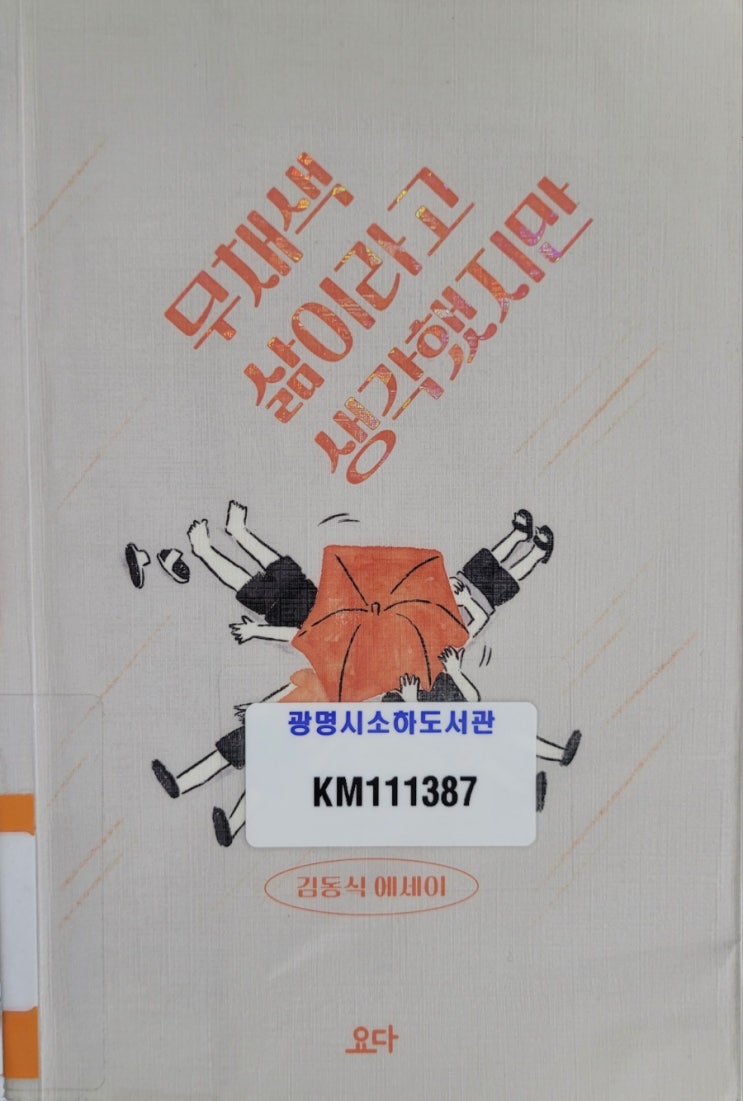 무채색
삶이라고
생각했지만
광명시소하도서관
KM111387
김동식 에세이
요다